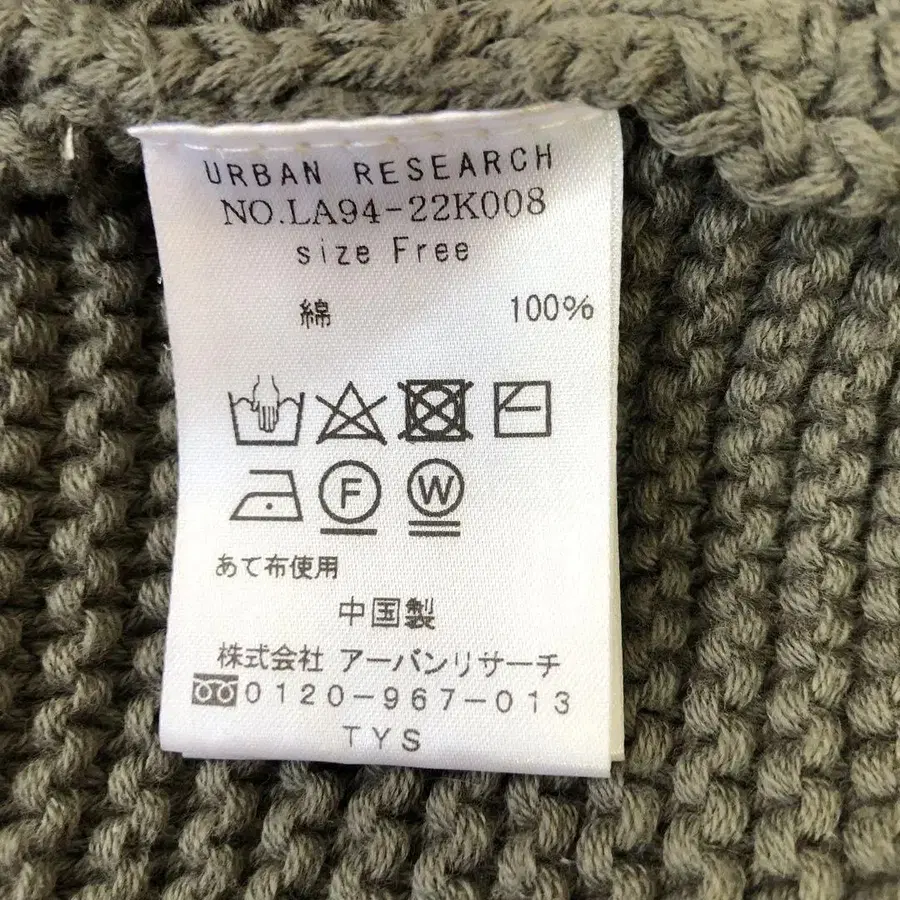 URBAN RESEARCH
NO.LA94-22K008
size Free
綿 100%
F W
あて布使用
中国製
株式会社 アーバンリサーチ
0120-967-013
TYS